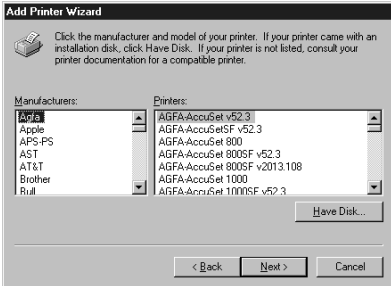 Add Printer Wizard
Click the manufacturer and model of your printer. If your printer came with an
installation disk, click Have Disk. If your printer is not listed, consult your
printer documentation for a compatible printer.
Manufacturers:
Printers:
Agfa
Apple
APS-PS
AST
AT&T
Brother
Bull
AGFA-AccuSet v52.3
AGFA-AccuSetSF v52.3
AGFA-AccuSet 800
AGFA-AccuSet 800SF v52.3
AGFA-AccuSet 800SF v2013.108
AGFA-AccuSet 1000
AGFA-AccuSet 1000SF v52.3
Have Disk...
< Back
Next >
Cancel